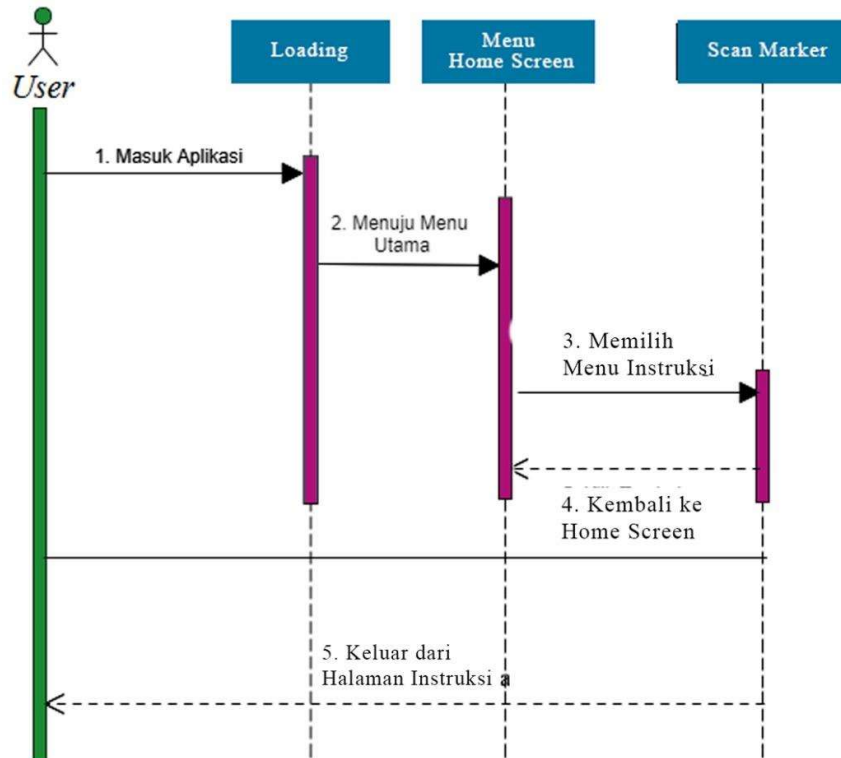 User
Loading
Menu
Home Screen
Scan Marker
1. Masuk Aplikasi
2. Menuju Menu
Utama
3. Memilih
Menu Instruksi
4. Kembali ke
Home Screen
5. Keluar dari
Halaman Instruksi a